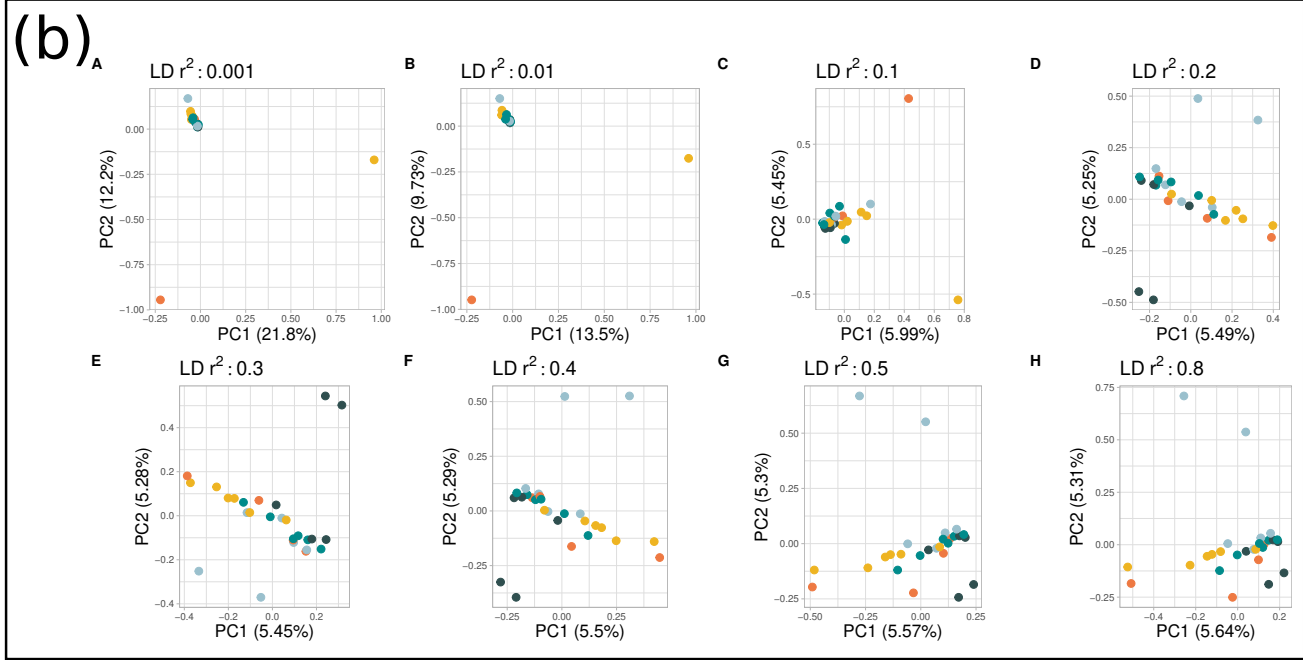 (b)
A
LD r²: 0.001
PC2 (12.2%)
0.00
−0.25
−0.50
−0.75
−1.00
−0.25 0.00 0.25 0.50 0.75 1.00
PC1 (21.8%)
B
LD r²: 0.01
PC2 (9.73%)
0.00
−0.25
−0.50
−0.75
−1.00
−0.25 0.00 0.25 0.50 0.75 1.00
PC1 (13.5%)
C
LD r²: 0.1
PC2 (5.45%)
0.5
0.0
−0.5
0.0 0.2 0.4 0.6 0.8
PC1 (5.99%)
D
LD r²: 0.2
PC2 (5.25%)
0.50
0.25
0.00
−0.25
−0.50
−0.2 0.0 0.2 0.4
PC1 (5.49%)
E
LD r²: 0.3
PC2 (5.28%)
0.4
0.2
0.0
−0.2
−0.4
−0.4 −0.2 0.0 0.2
PC1 (5.45%)
F
LD r²: 0.4
PC2 (5.29%)
0.50
0.25
0.00
−0.25
−0.25 0.00 0.25
PC1 (5.5%)
G
LD r²: 0.5
PC2 (5.3%)
0.50
0.25
0.00
−0.25
−0.50 −0.25 0.00 0.25
PC1 (5.57%)
H
LD r²: 0.8
PC2 (5.31%)
0.75
0.50
0.25
0.00
−0.25
−0.4 −0.2 0.0 0.2
PC1 (5.64%)